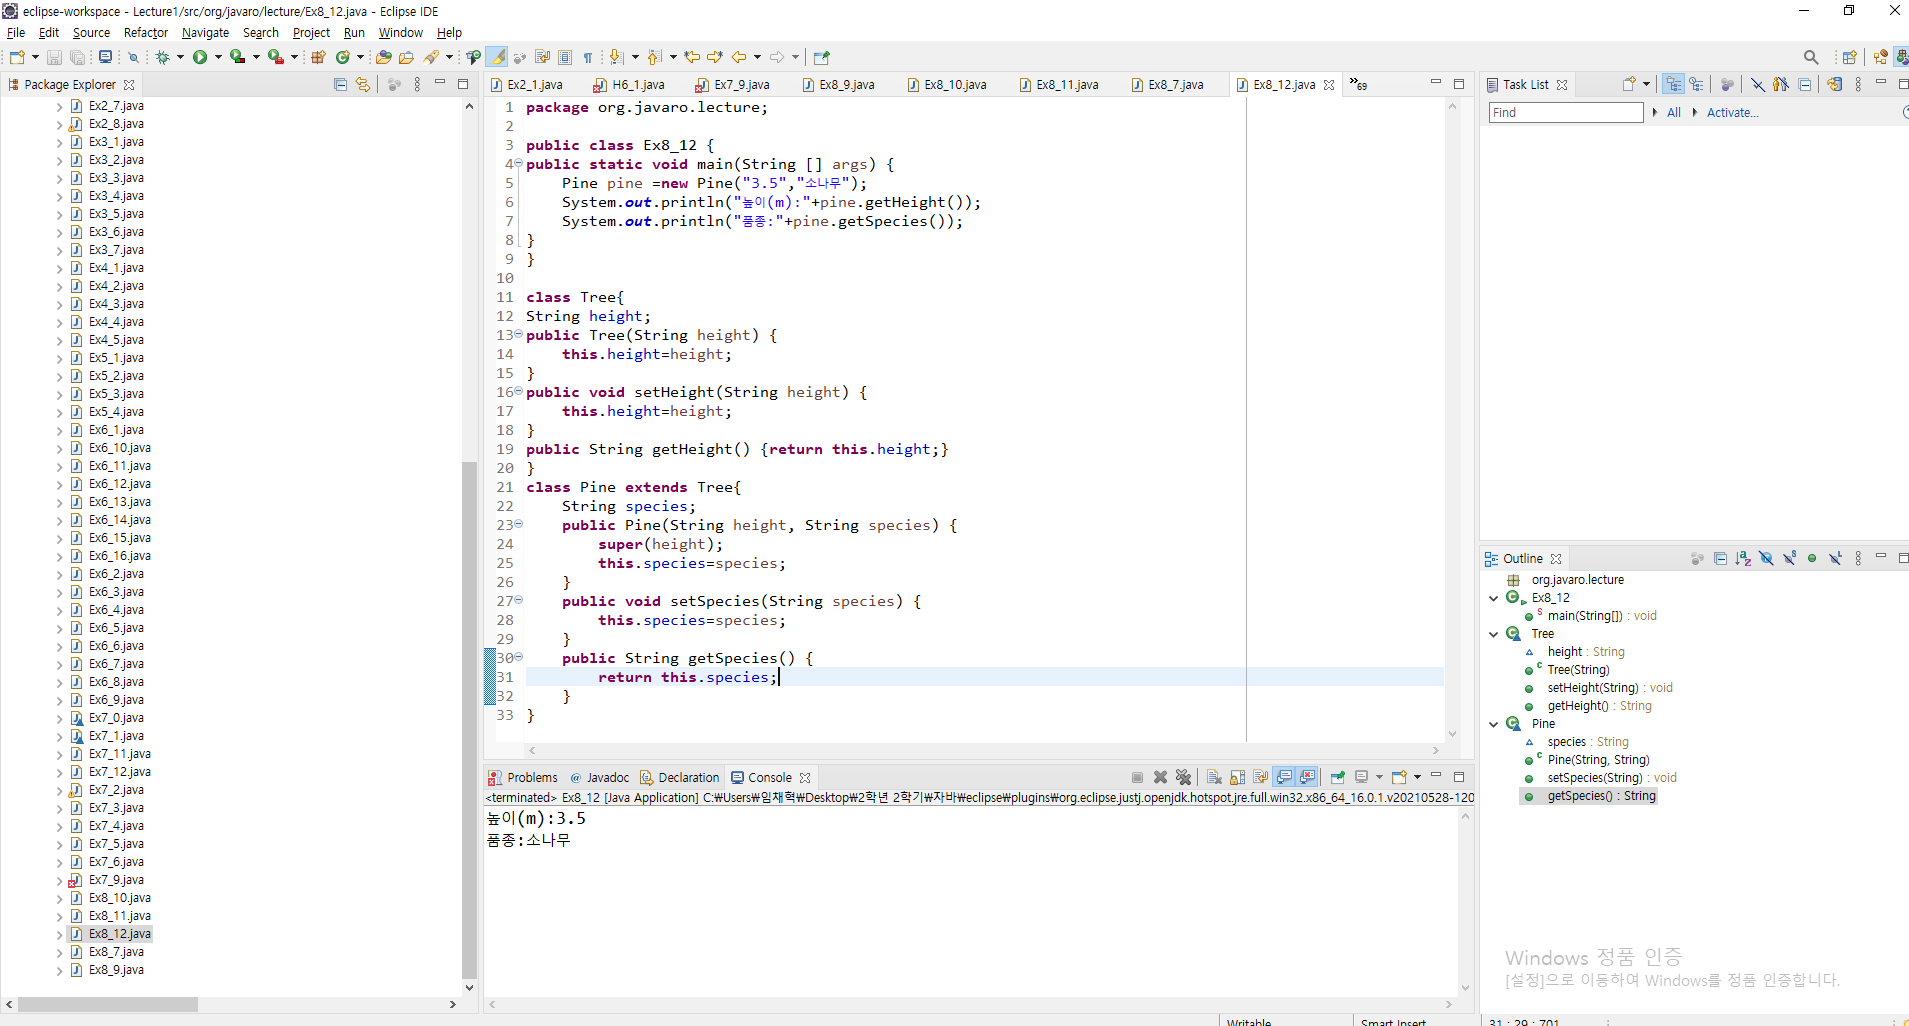 eclipse-workspace - Lecture1/src/org/javaro/lecture/Ex8_12.java - Eclipse IDE
File Edit Source Refactor Navigate Search Project Run Window Help
Package Explorer
Ex2_7.java
Ex2_8.java
Ex3_1.java
Ex3_2.java
Ex3_3.java
Ex3_4.java
Ex3_5.java
Ex3_6.java
Ex3_7.java
Ex4_1.java
Ex4_2.java
Ex4_3.java
Ex4_4.java
Ex4_5.java
Ex5_1.java
Ex5_2.java
Ex5_3.java
Ex5_4.java
Ex6_1.java
Ex6_10.java
Ex6_11.java
Ex6_12.java
Ex6_13.java
Ex6_14.java
Ex6_15.java
Ex6_16.java
Ex6_2.java
Ex6_3.java
Ex6_4.java
Ex6_5.java
Ex6_6.java
Ex6_7.java
Ex6_8.java
Ex6_9.java
Ex7_0.java
Ex7_1.java
Ex7_11.java
Ex7_12.java
Ex7_2.java
Ex7_3.java
Ex7_4.java
Ex7_5.java
Ex7_6.java
Ex7_9.java
Ex8_10.java
Ex8_11.java
Ex8_12.java
Ex8_7.java
Ex8_9.java
Ex2_1.java H6_1.java Ex7_9.java Ex8_9.java Ex8_10.java Ex8_11.java Ex8_7.java Ex8_12.java »69
1 package org.javaro.lecture;
2
3 public class Ex8_12 {
4 public static void main(String [] args) {
5     Pine pine =new Pine("3.5","소나무");
6     System.out.println("높이(m):"+pine.getHeight());
7     System.out.println("품종:"+pine.getSpecies());
8 }
9 }
10
11 class Tree{
12 String height;
13 public Tree(String height) {
14     this.height=height;
15 }
16 public void setHeight(String height) {
17     this.height=height;
18 }
19 public String getHeight() {return this.height;}
20 }
21 class Pine extends Tree{
22     String species;
23     public Pine(String height, String species) {
24         super(height);
25         this.species=species;
26     }
27     public void setSpecies(String species) {
28         this.species=species;
29     }
30     public String getSpecies() {
31         return this.species;
32     }
33 }
Problems @ Javadoc Declaration Console
<terminated> Ex8_12 [Java Application] C:₩Users₩임채혁₩Desktop₩2학년 2학기₩자바₩eclipse₩plugins₩org.eclipse.justj.openjdk.hotspot.jre.full.win32.x86_64_16.0.1.v20210528-120
높이(m):3.5
품종:소나무
Task List
Find All Activate...
Outline
org.javaro.lecture
Ex8_12
main(String[]) : void
Tree
height : String
Tree(String)
setHeight(String) : void
getHeight() : String
Pine
species : String
Pine(String, String)
setSpecies(String) : void
getSpecies() : String
Windows 정품 인증
[설정]으로 이동하여 Windows를 정품 인증합니다.
Writable Smart Insert 31 : 29 : 701